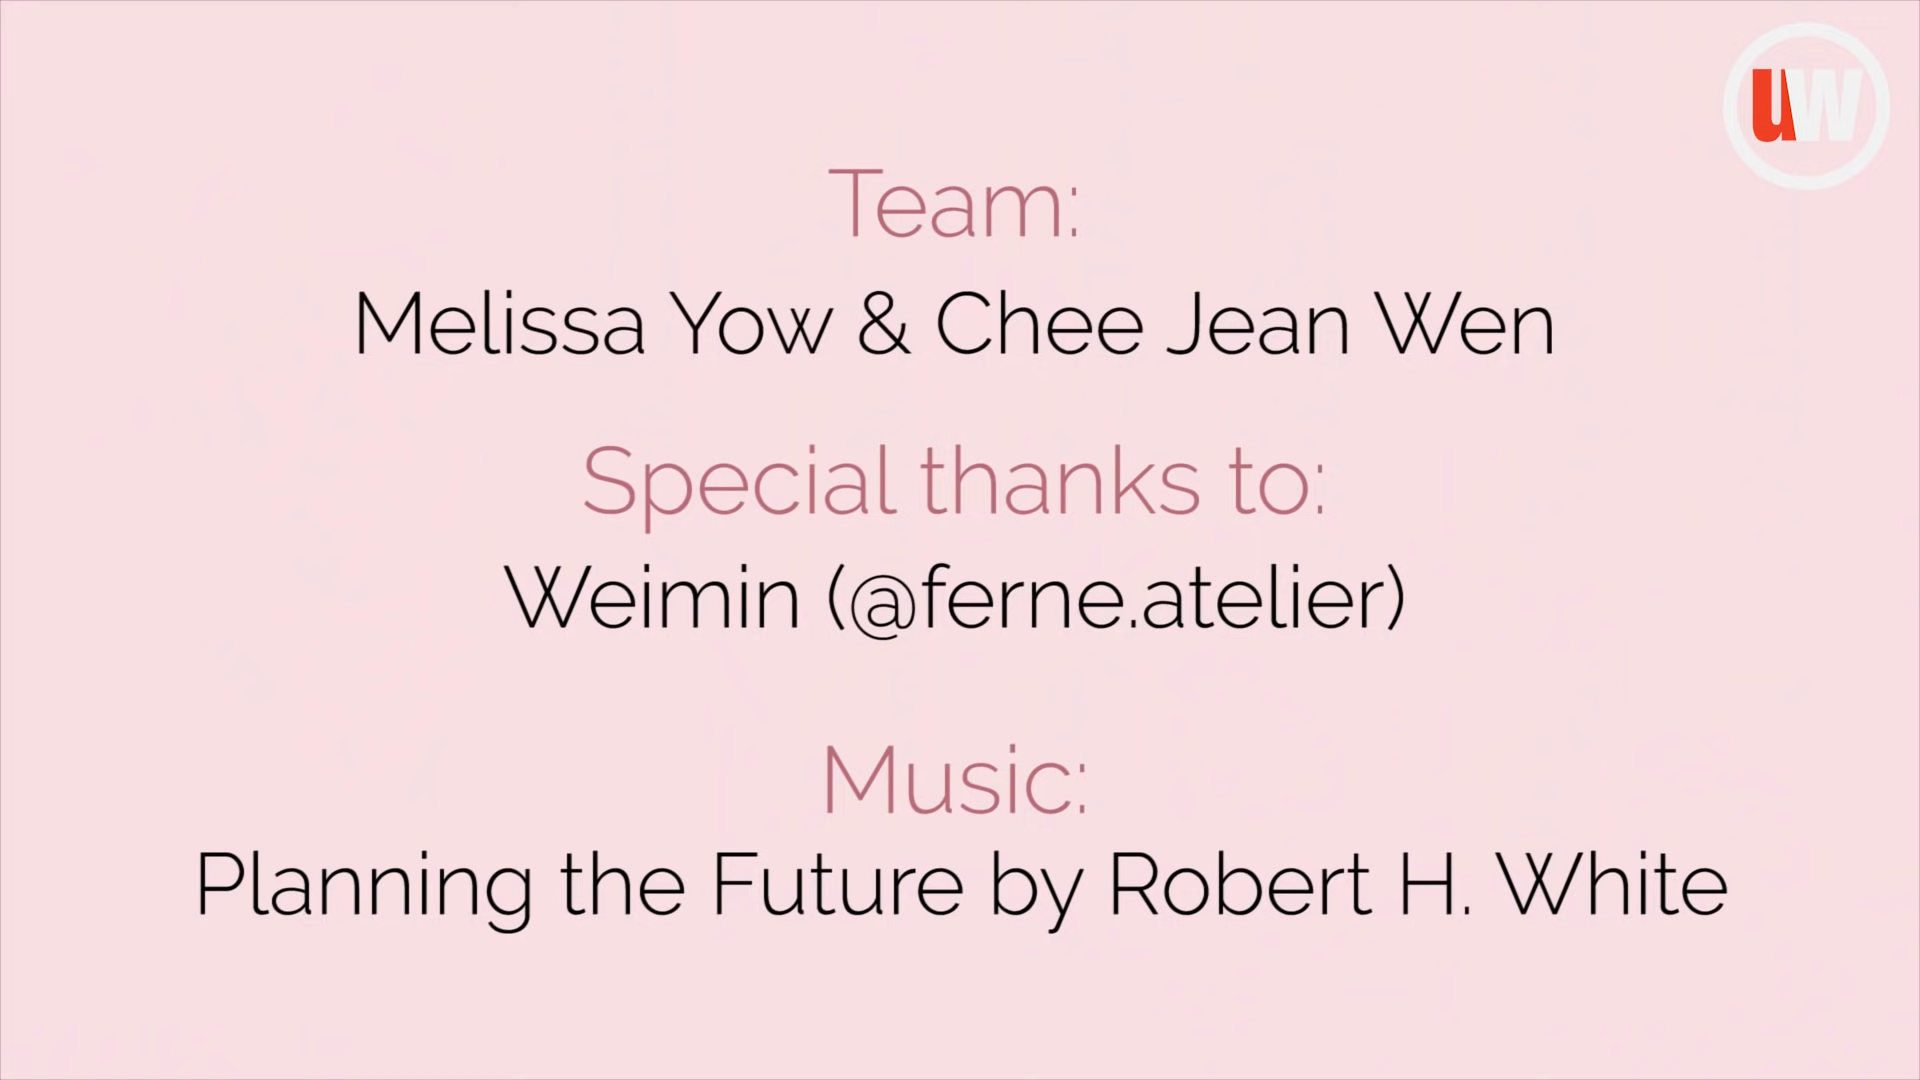 uw
Team:
Melissa Yow & Chee Jean Wen
Special thanks to:
Weimin (@ferne.atelier)
Music:
Planning the Future by Robert H. White